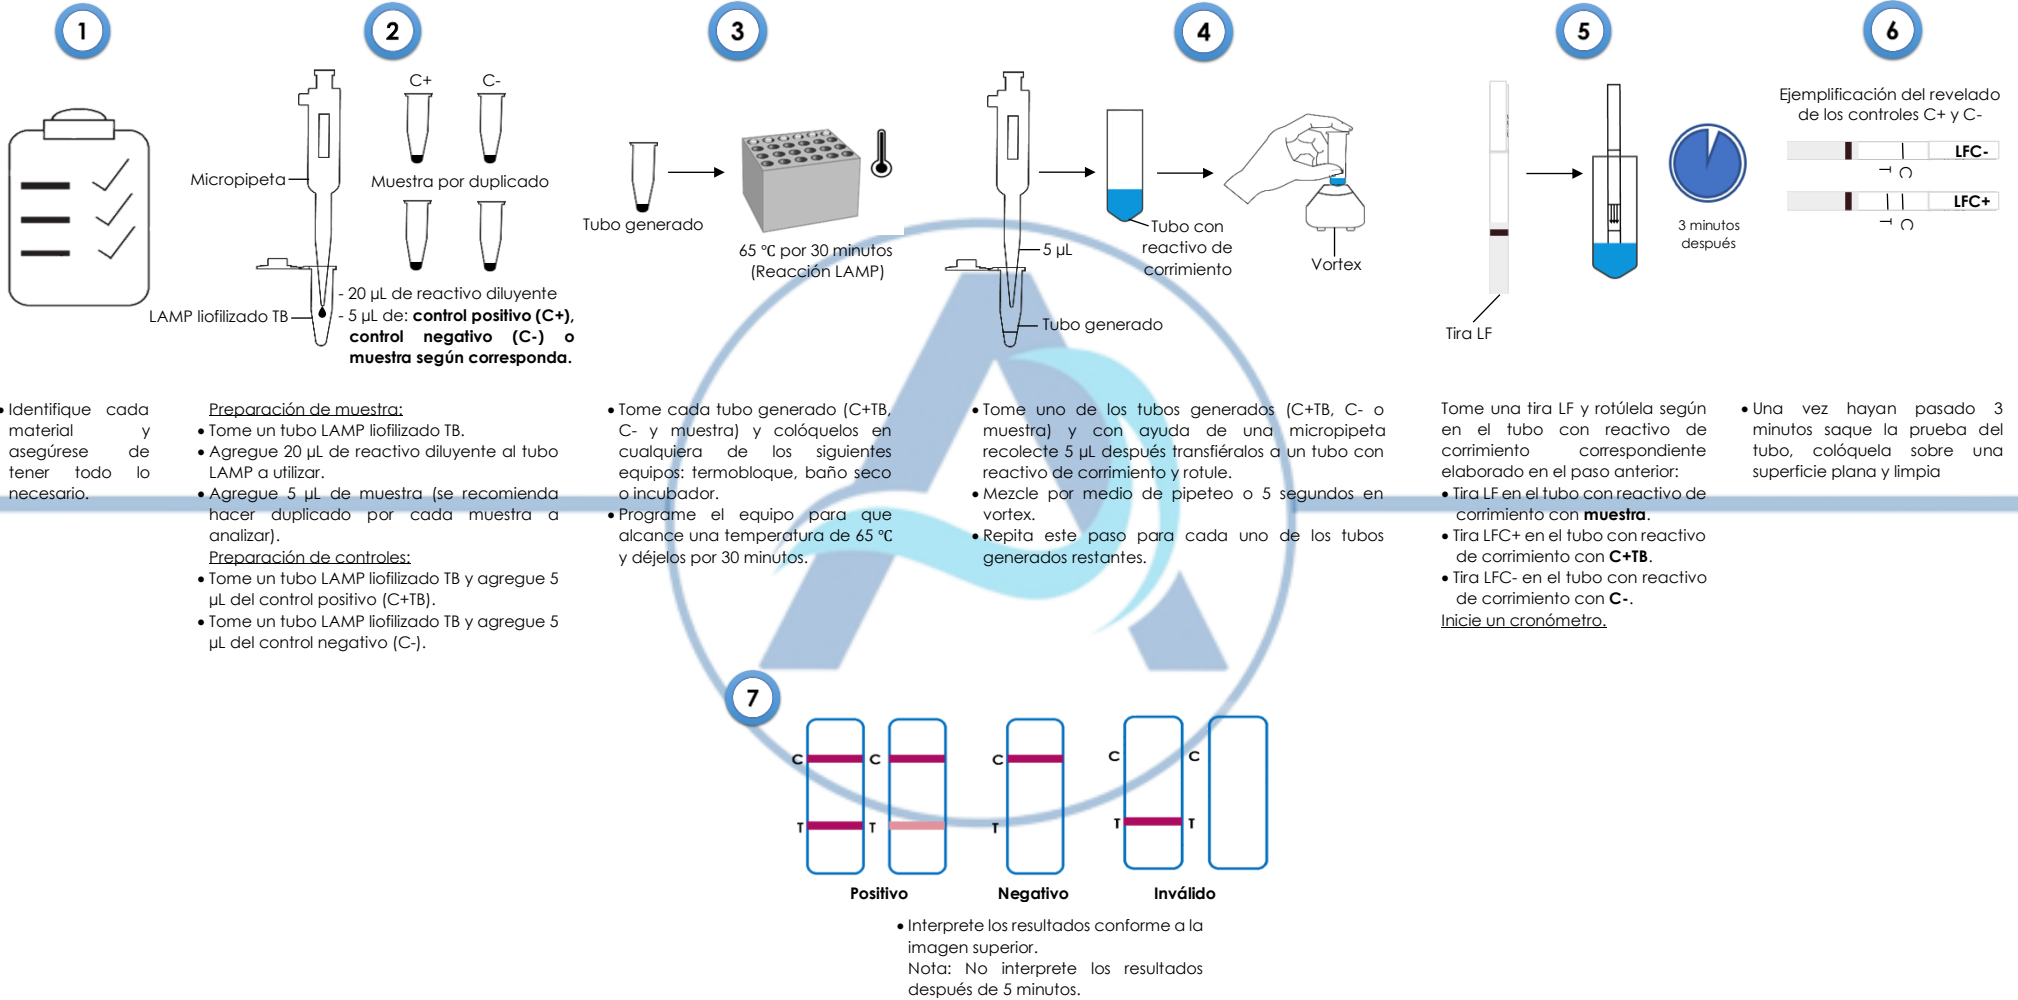 1
2
3
4
5
6
C+ C-
Micropipeta
Muestra por duplicado
LAMP liofilizado TB
- 20 µL de reactivo diluyente
- 5 µL de: control positivo (C+),
control negativo (C-) o
muestra según corresponda.
Tubo generado
65 °C por 30 minutos
(Reacción LAMP)
5 µL
Tubo generado
Tubo con
reactivo de
corrimiento
Vortex
Tira LF
3 minutos
después
Ejemplificación del revelado
de los controles C+ y C-
LFC-
T C
LFC+
T C
• Identifique cada
material y
asegúrese de
tener todo lo
necesario.
Preparación de muestra:
• Tome un tubo LAMP liofilizado TB.
• Agregue 20 µL de reactivo diluyente al tubo
LAMP a utilizar.
• Agregue 5 µL de muestra (se recomienda
hacer duplicado por cada muestra a
analizar).
Preparación de controles:
• Tome un tubo LAMP liofilizado TB y agregue 5
µL del control positivo (C+TB).
• Tome un tubo LAMP liofilizado TB y agregue 5
µL del control negativo (C-).
• Tome cada tubo generado (C+TB,
C- y muestra) y colóquelos en
cualquiera de los siguientes
equipos: termobloque, baño seco
o incubador.
• Programe el equipo para que
alcance una temperatura de 65 °C
y déjelos por 30 minutos.
• Tome uno de los tubos generados (C+TB, C- o
muestra) y con ayuda de una micropipeta
recolecte 5 µL después transfiéralos a un tubo con
reactivo de corrimiento y rotule.
• Mezcle por medio de pipeteo o 5 segundos en
vortex.
• Repita este paso para cada uno de los tubos
generados restantes.
Tome una tira LF y rotúlela según
en el tubo con reactivo de
corrimiento correspondiente
elaborado en el paso anterior:
• Tira LF en el tubo con reactivo de
corrimiento con muestra.
• Tira LFC+ en el tubo con reactivo
de corrimiento con C+TB.
• Tira LFC- en el tubo con reactivo
de corrimiento con C-.
Inicie un cronómetro.
• Una vez hayan pasado 3
minutos saque la prueba del
tubo, colóquela sobre una
superficie plana y limpia
7
C C C C C
T T T T T
Positivo Negativo Inválido
• Interprete los resultados conforme a la
imagen superior.
Nota: No interprete los resultados
después de 5 minutos.